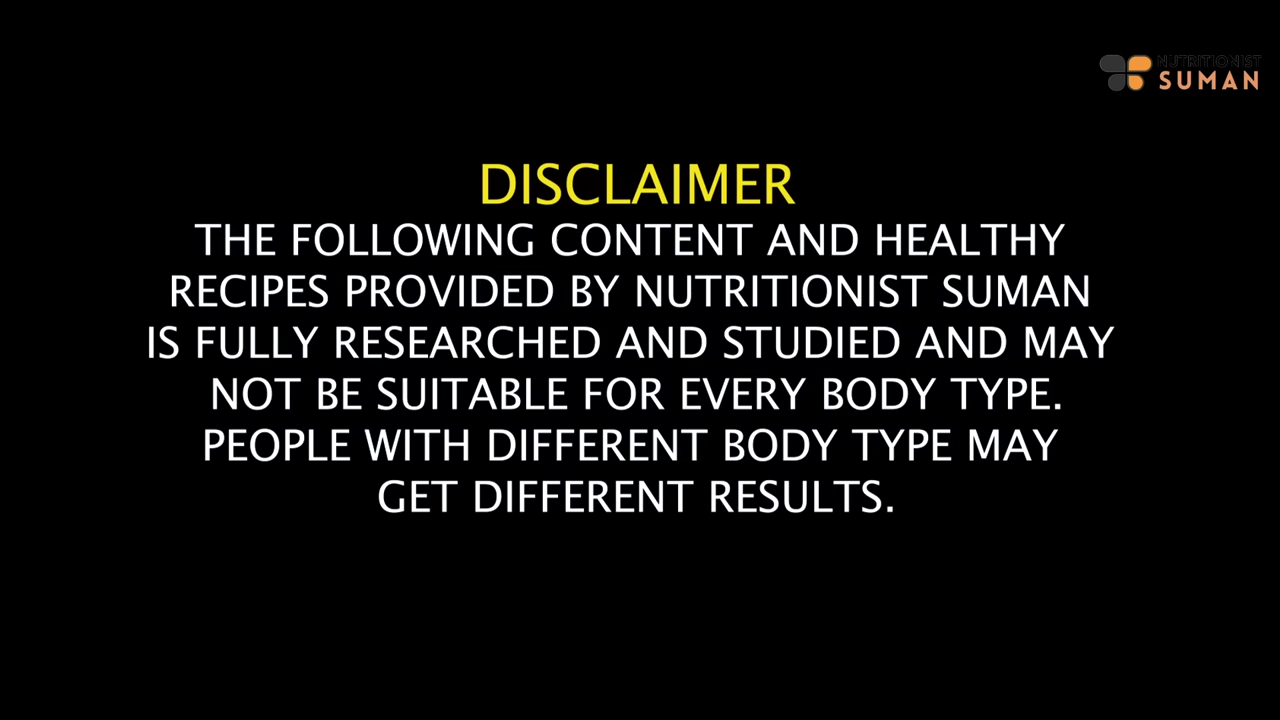 NUTRITIONIST
SUMAN
DISCLAIMER
THE FOLLOWING CONTENT AND HEALTHY
RECIPES PROVIDED BY NUTRITIONIST SUMAN
IS FULLY RESEARCHED AND STUDIED AND MAY
NOT BE SUITABLE FOR EVERY BODY TYPE.
PEOPLE WITH DIFFERENT BODY TYPE MAY
GET DIFFERENT RESULTS.